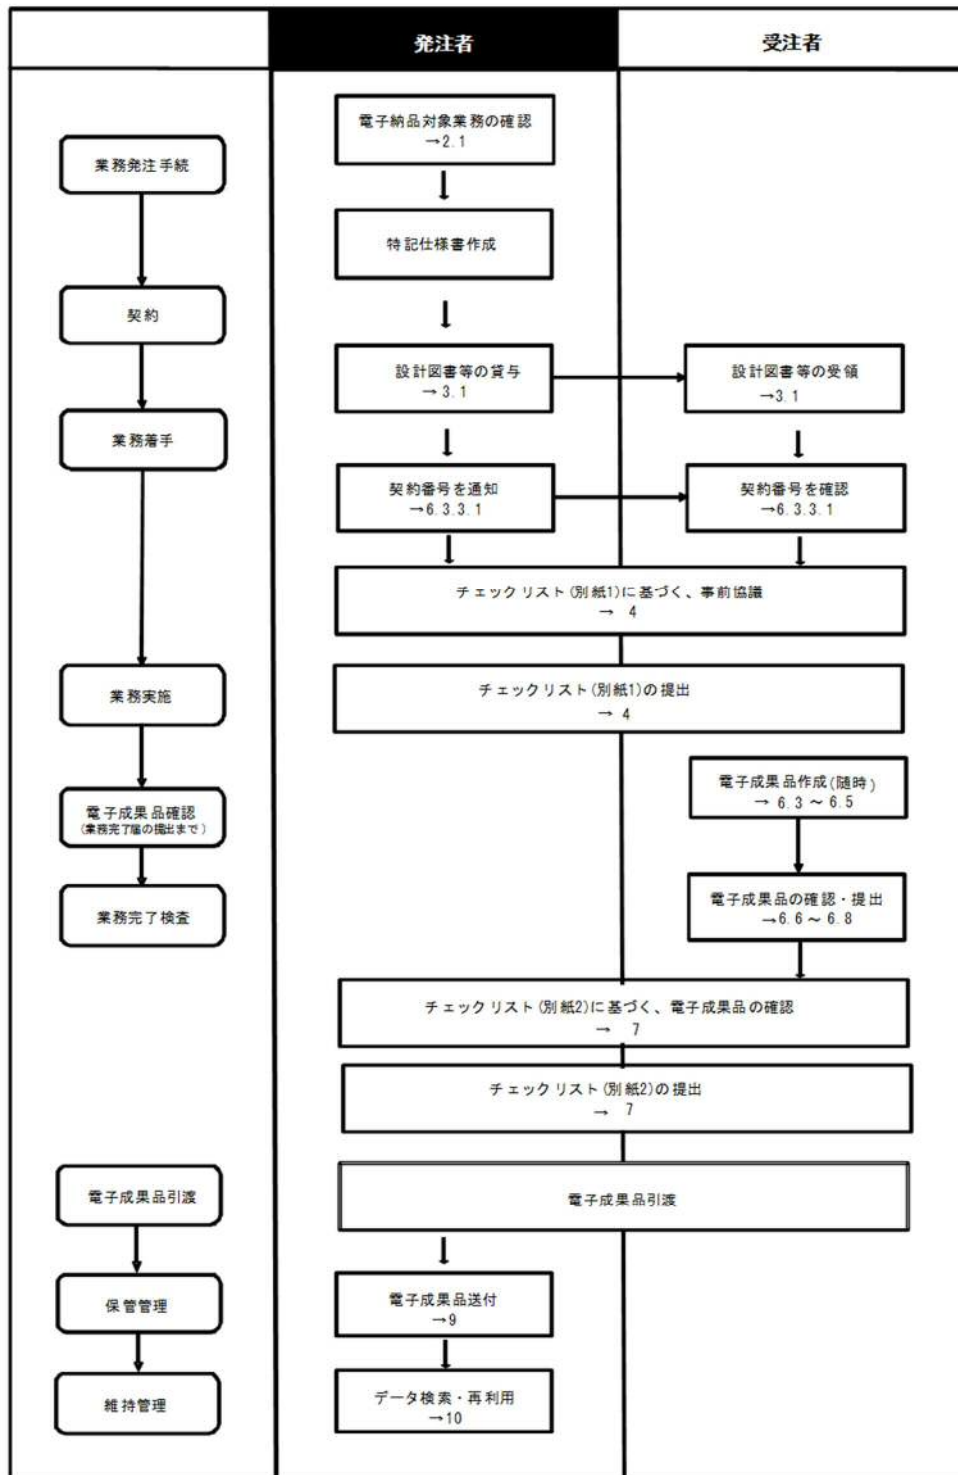 発注者
受注者
電子納品対象業務の確認
→2.1
業務発注手続
特記仕様書作成
契約
設計図書等の貸与
→3.1
設計図書等の受領
→3.1
業務着手
契約番号を通知
→6.3.3.1
契約番号を確認
→6.3.3.1
チェックリスト(別紙1)に基づく、事前協議
→ 4
業務実施
チェックリスト(別紙1)の提出
→ 4
電子成果品作成(随時)
→ 6.3～6.5
電子成果品確認
(業務完了届の提出まで)
業務完了検査
電子成果品の確認・提出
→6.6～6.8
チェックリスト(別紙2)に基づく、電子成果品の確認
→ 7
チェックリスト(別紙2)の提出
→ 7
電子成果品引渡
電子成果品引渡
保管管理
電子成果品送付
→9
維持管理
データ検索・再利用
→10